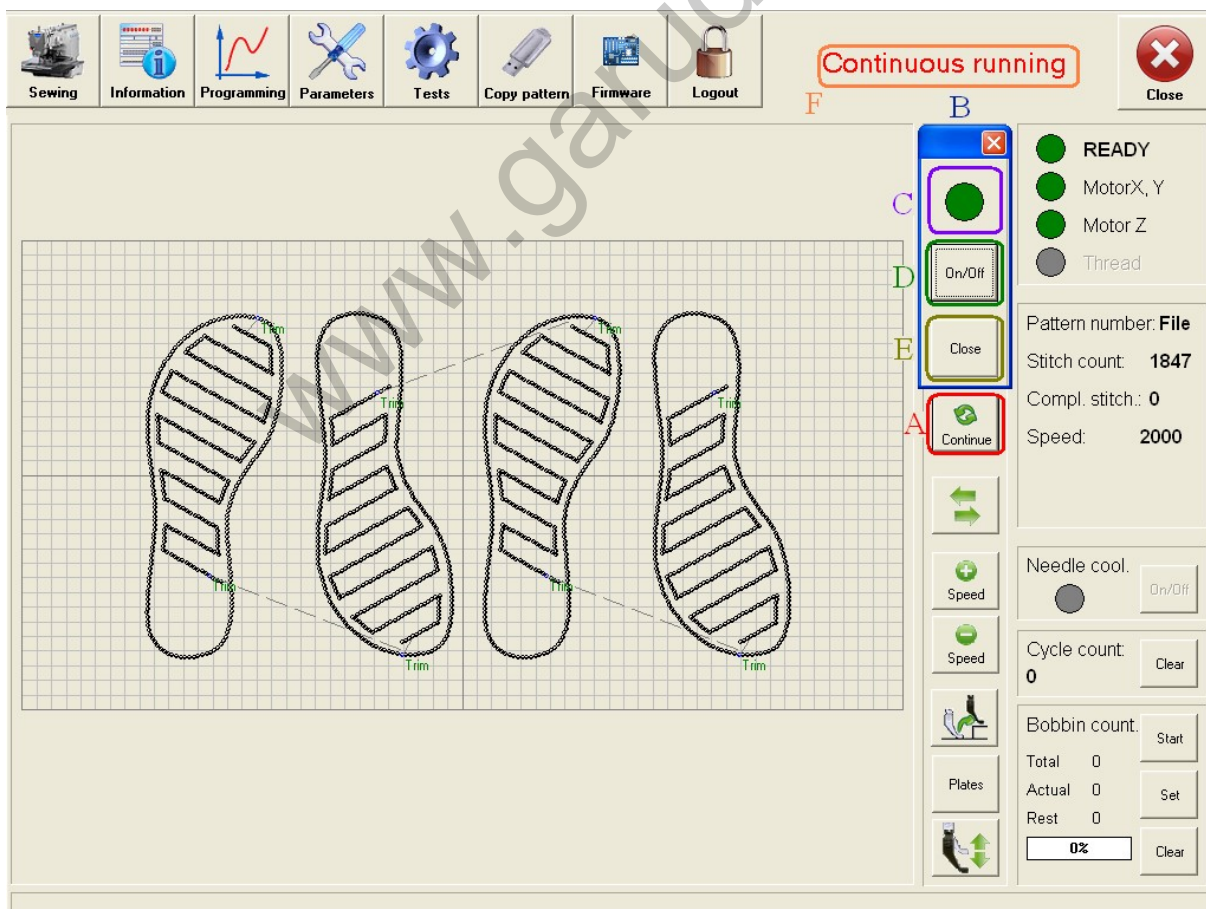 Sewing
Information
Programming
Parameters
Tests
Copy pattern
Firmware
Logout
Continuous running
Close
F
B
C
D
On/Off
E
Close
A
Continue
Speed
Speed
Plates
READY
MotorX, Y
Motor Z
Thread
Pattern number: File
Stitch count: 1847
Compl. stitch.: 0
Speed: 2000
Needle cool.
On/Off
Cycle count:
0
Clear
Bobbin count.
Start
Total 0
Actual 0
Set
Rest 0
0%
Clear
Trim
Trim
Trim
Trim
Trim
Trim
Trim
Trim
www.garud